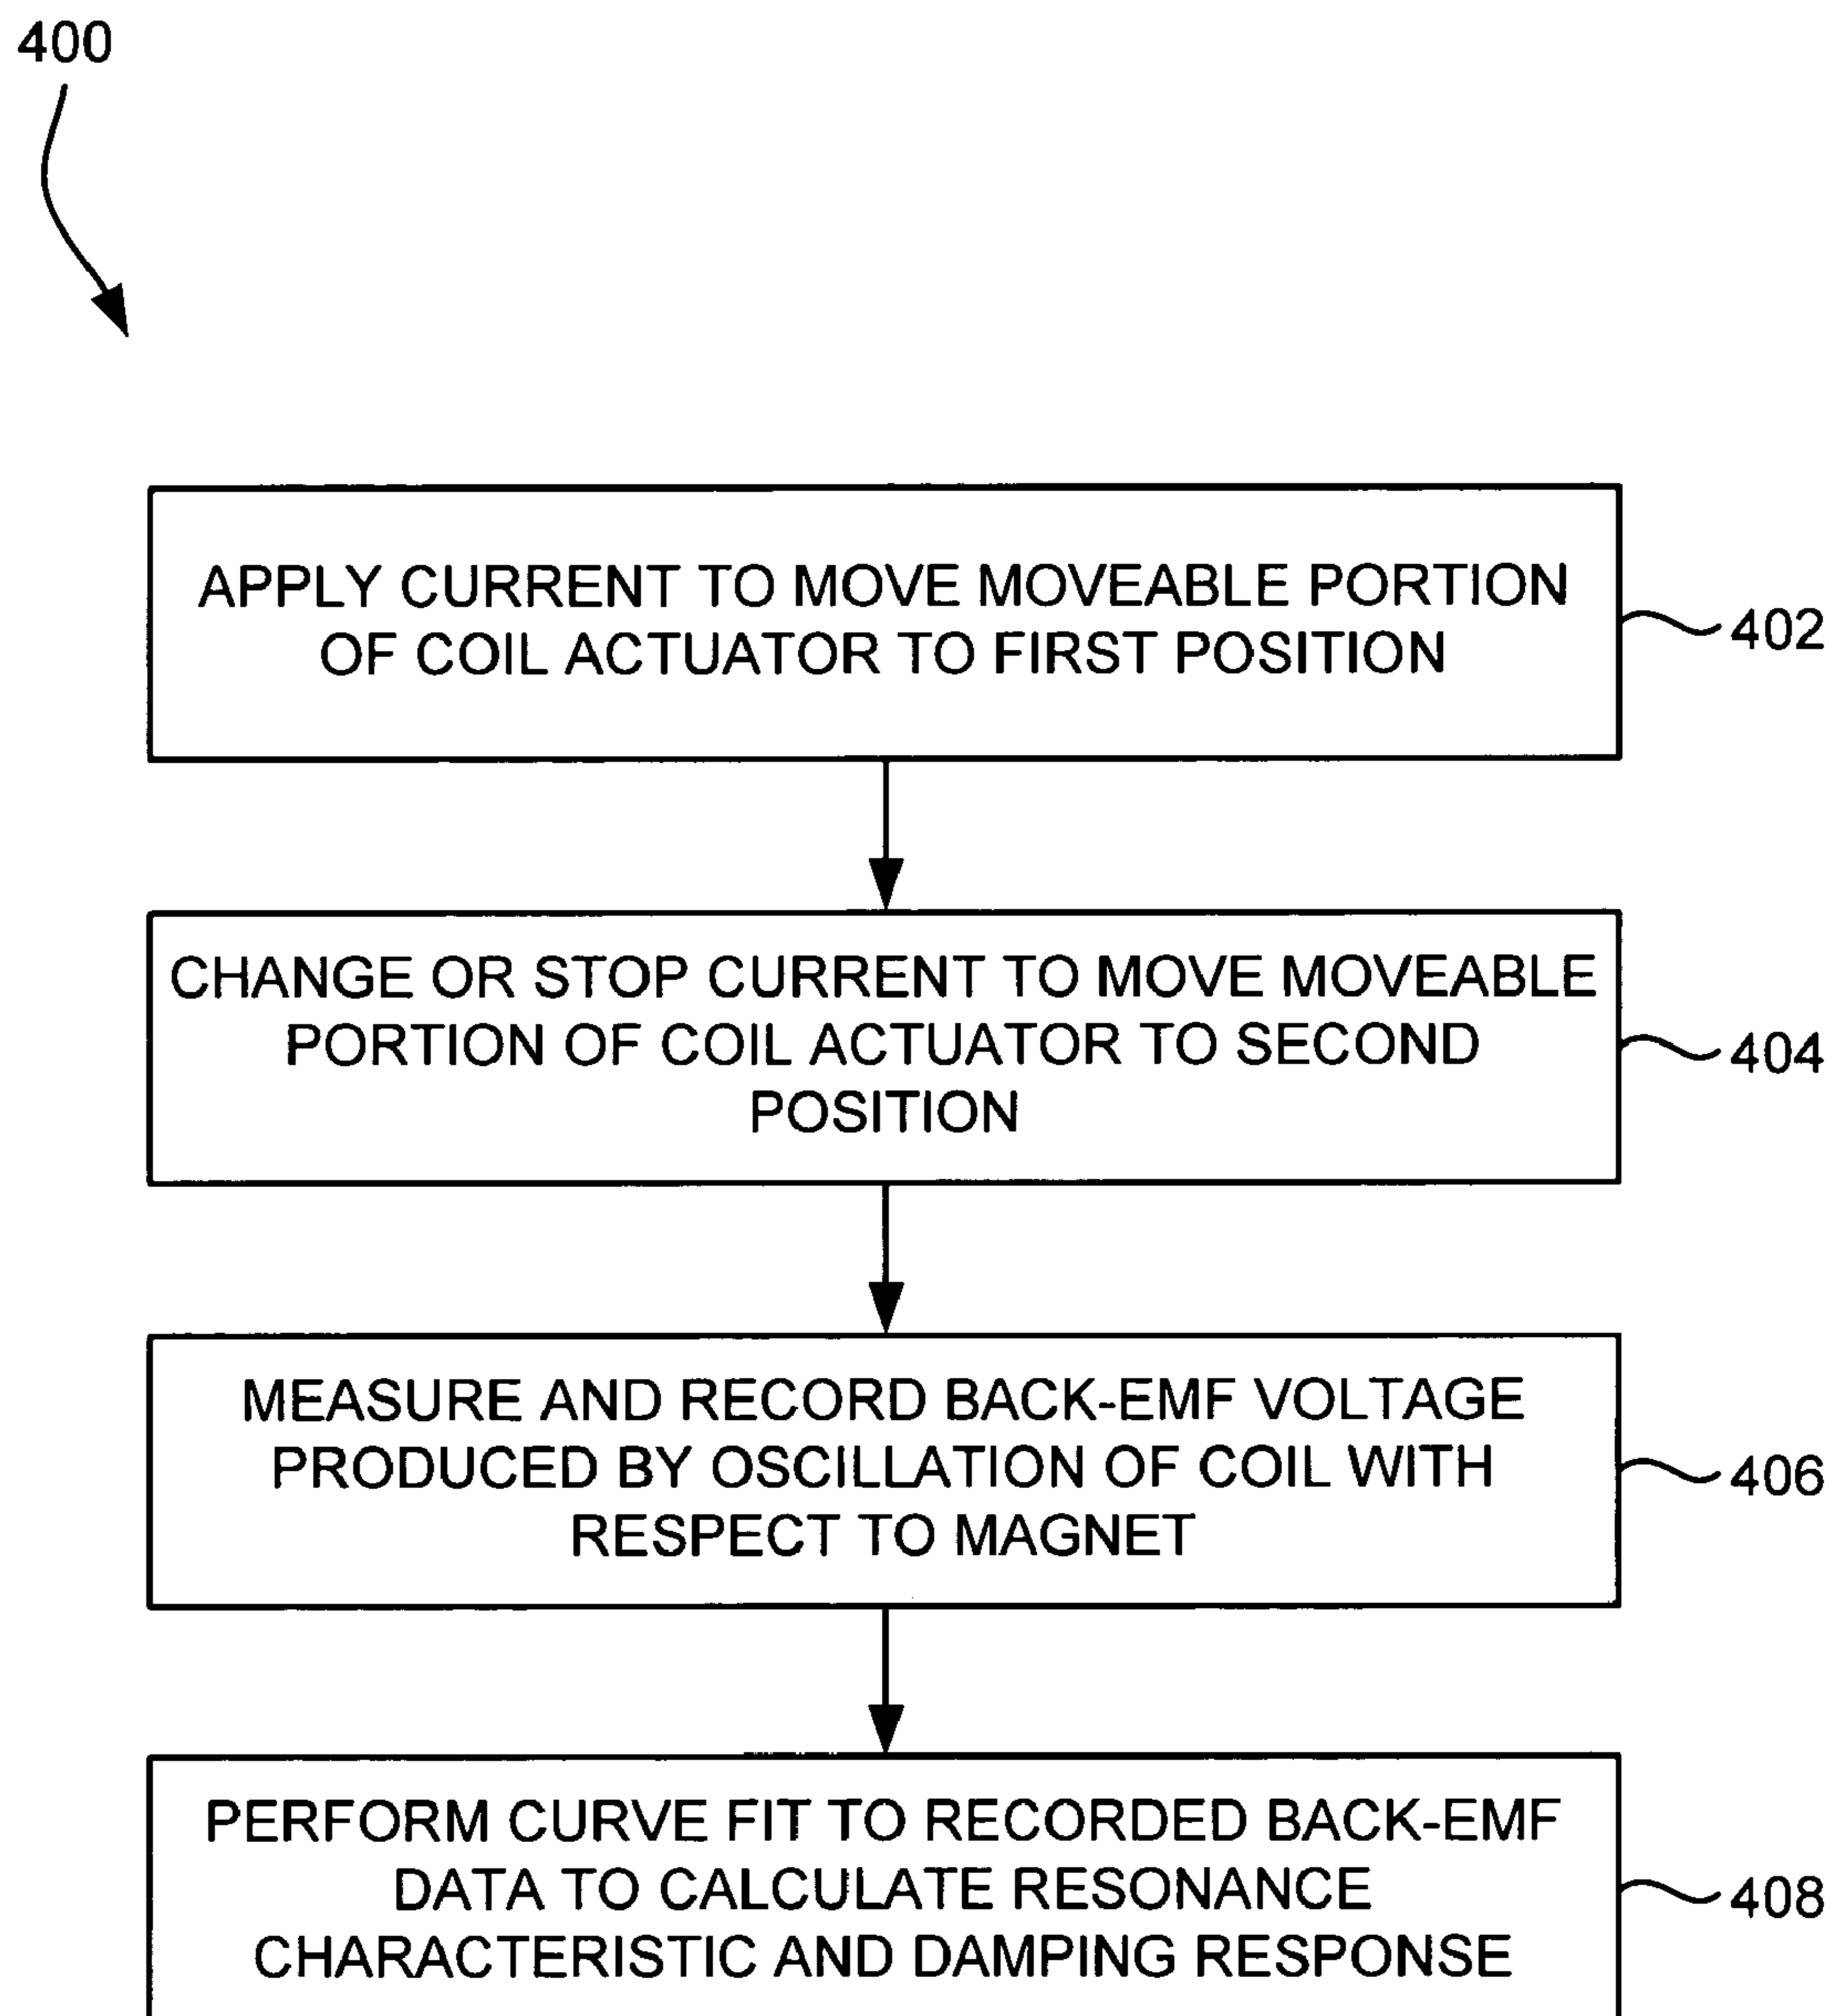 400
APPLY CURRENT TO MOVE MOVEABLE PORTION
OF COIL ACTUATOR TO FIRST POSITION
402
CHANGE OR STOP CURRENT TO MOVE MOVEABLE
PORTION OF COIL ACTUATOR TO SECOND
POSITION
404
MEASURE AND RECORD BACK-EMF VOLTAGE
PRODUCED BY OSCILLATION OF COIL WITH
RESPECT TO MAGNET
406
PERFORM CURVE FIT TO RECORDED BACK-EMF
DATA TO CALCULATE RESONANCE
CHARACTERISTIC AND DAMPING RESPONSE
408